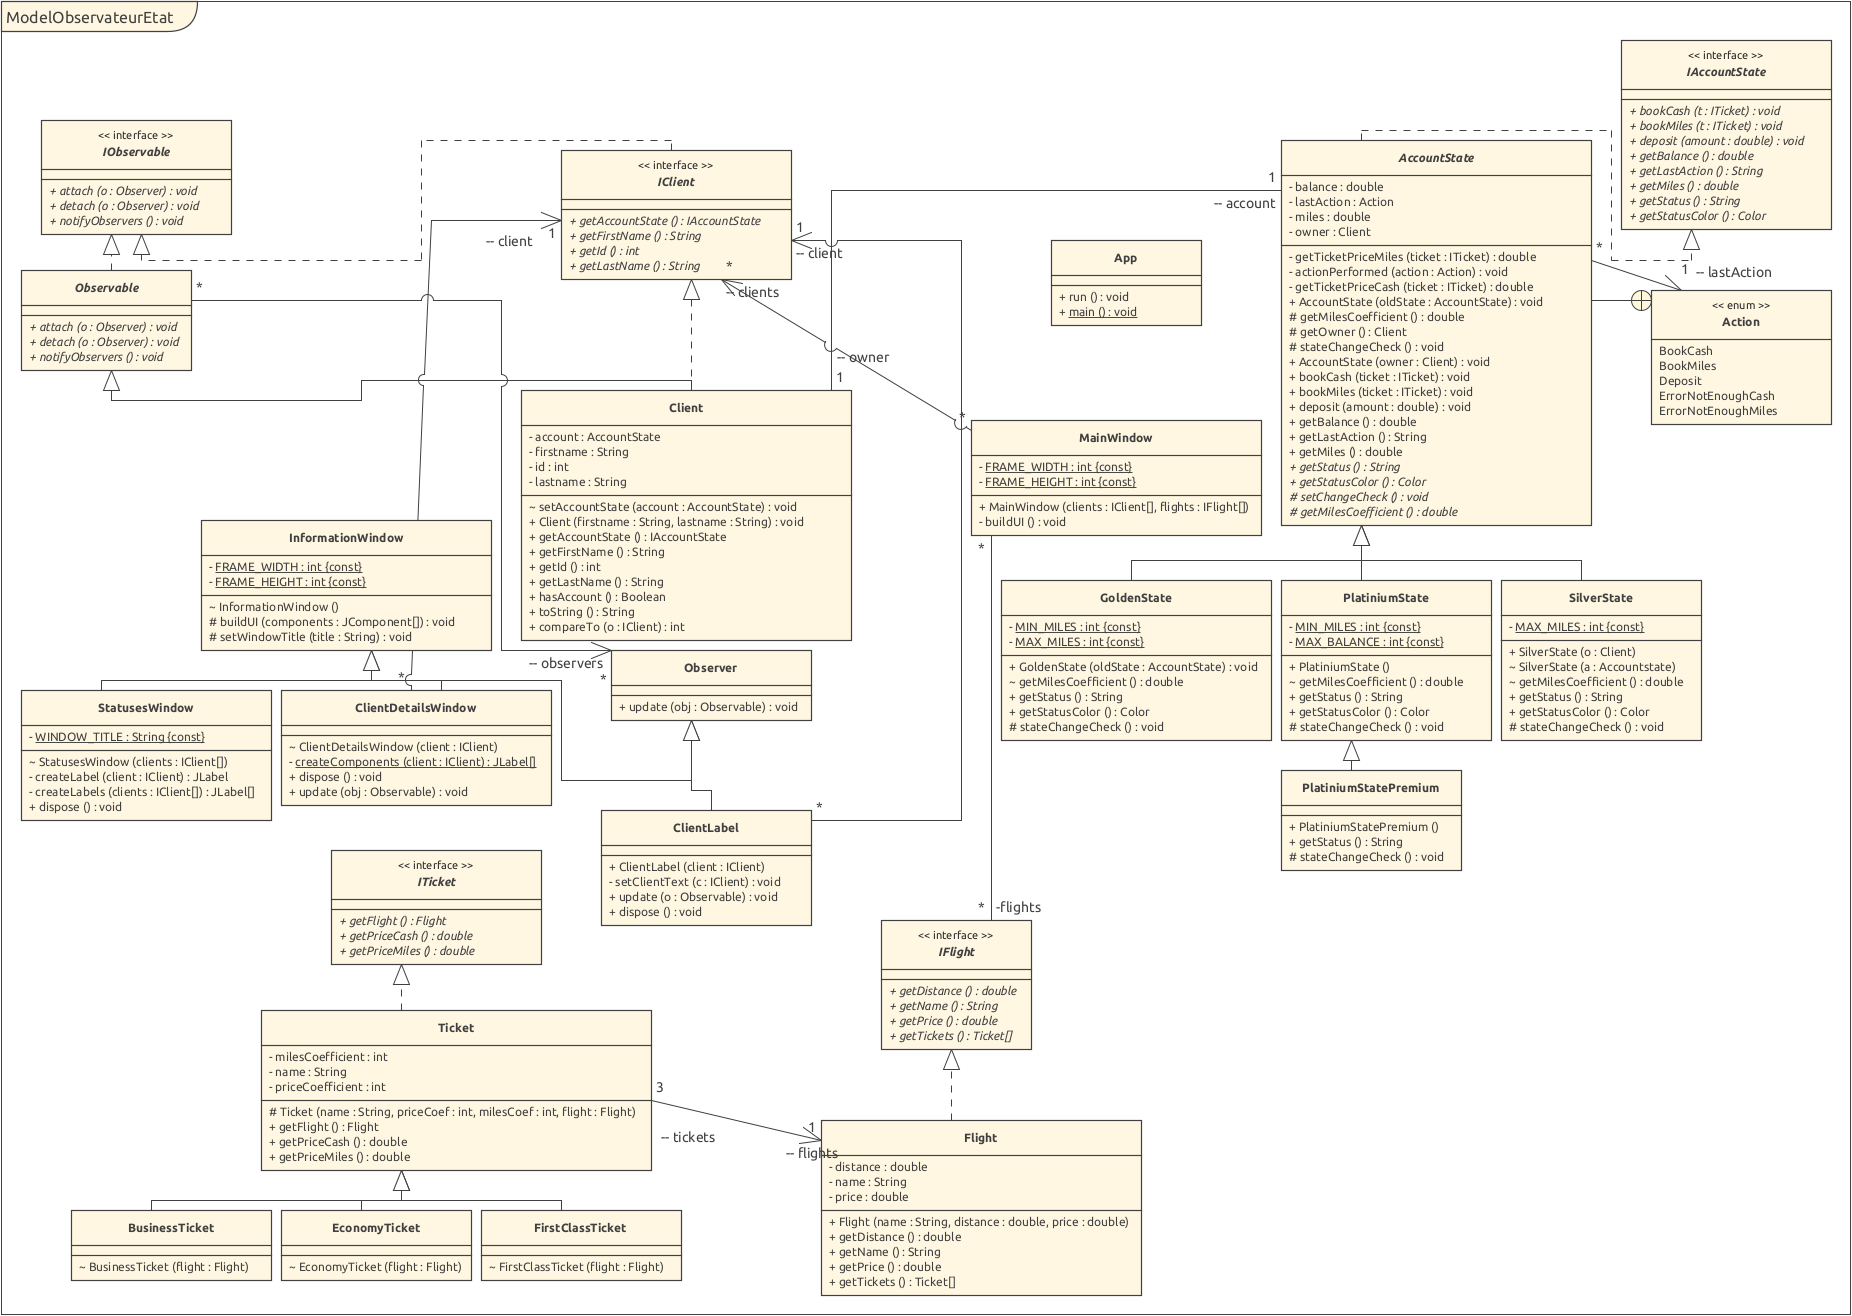 ModelObservateurEtat
<< interface >>
IAccountState
+ bookCash (t : ITicket) : void
+ bookMiles (t : ITicket) : void
+ deposit (amount : double) : void
+ getBalance () : double
+ getLastAction () : String
+ getMiles () : double
+ getStatus () : String
+ getStatusColor () : Color
<< interface >>
IObservable
+ attach (o : Observer) : void
+ detach (o : Observer) : void
+ notifyObservers () : void
<< interface >>
IClient
+ getAccountState () : IAccountState
+ getFirstName () : String
+ getId () : int
+ getLastName () : String
*
-- clients
1
-- client
1
-- client
AccountState
- balance : double
- lastAction : Action
- miles : double
- owner : Client
- getTicketPriceMiles (ticket : ITicket) : double
- actionPerformed (action : Action) : void
- getTicketPriceCash (ticket : ITicket) : double
+ AccountState (oldState : AccountState) : void
# getMilesCoefficient () : double
# getOwner () : Client
# stateChangeCheck () : void
+ AccountState (owner : Client) : void
+ bookCash (ticket : ITicket) : void
+ bookMiles (ticket : ITicket) : void
+ deposit (amount : double) : void
+ getBalance () : double
+ getLastAction () : String
+ getMiles () : double
+ getStatus () : String
+ getStatusColor () : Color
# setChangeCheck () : void
# getMilesCoefficient () : double
1
-- account
*
1
-- lastAction
<< enum >>
Action
BookCash
BookMiles
Deposit
ErrorNotEnoughCash
ErrorNotEnoughMiles
App
+ run () : void
+ main () : void
Observable
+ attach (o : Observer) : void
+ detach (o : Observer) : void
+ notifyObservers () : void
*
-- owner
1
Client
- account : AccountState
- firstname : String
- id : int
- lastname : String
~ setAccountState (account : AccountState) : void
+ Client (firstname : String, lastname : String) : void
+ getAccountState () : IAccountState
+ getFirstName () : String
+ getId () : int
+ getLastName () : String
+ hasAccount () : Boolean
+ toString () : String
+ compareTo (o : IClient) : int
*
MainWindow
- FRAME_WIDTH : int {const}
- FRAME_HEIGHT : int {const}
+ MainWindow (clients : IClient[], flights : IFlight[])
- buildUI () : void
*
InformationWindow
- FRAME_WIDTH : int {const}
- FRAME_HEIGHT : int {const}
~ InformationWindow ()
# buildUI (components : JComponent[]) : void
# setWindowTitle (title : String) : void
-- observers
*
Observer
+ update (obj : Observable) : void
GoldenState
- MIN_MILES : int {const}
- MAX_MILES : int {const}
+ GoldenState (oldState : AccountState) : void
~ getMilesCoefficient () : double
+ getStatus () : String
+ getStatusColor () : Color
# stateChangeCheck () : void
PlatiniumState
- MIN_MILES : int {const}
- MAX_BALANCE : int {const}
+ PlatiniumState ()
~ getMilesCoefficient () : double
+ getStatus () : String
+ getStatusColor () : Color
# stateChangeCheck () : void
SilverState
- MAX_MILES : int {const}
+ SilverState (o : Client)
~ SilverState (a : Accountstate)
~ getMilesCoefficient () : double
+ getStatus () : String
+ getStatusColor () : Color
# stateChangeCheck () : void
StatusesWindow
- WINDOW_TITLE : String {const}
~ StatusesWindow (clients : IClient[])
- createLabel (client : IClient) : JLabel
- createLabels (clients : IClient[]) : JLabel[]
+ dispose () : void
*
ClientDetailsWindow
~ ClientDetailsWindow (client : IClient)
- createComponents (client : IClient) : JLabel[]
+ dispose () : void
+ update (obj : Observable) : void
*
ClientLabel
+ ClientLabel (client : IClient)
- setClientText (c : IClient) : void
+ update (o : Observable) : void
+ dispose () : void
PlatiniumStatePremium
+ PlatiniumStatePremium ()
+ getStatus () : String
# stateChangeCheck () : void
<< interface >>
ITicket
+ getFlight () : Flight
+ getPriceCash () : double
+ getPriceMiles () : double
* -flights
<< interface >>
IFlight
+ getDistance () : double
+ getName () : String
+ getPrice () : double
+ getTickets () : Ticket[]
Ticket
- milesCoefficient : int
- name : String
- priceCoefficient : int
# Ticket (name : String, priceCoef : int, milesCoef : int, flight : Flight)
+ getFlight () : Flight
+ getPriceCash () : double
+ getPriceMiles () : double
3
-- tickets
1
-- flights
Flight
- distance : double
- name : String
- price : double
+ Flight (name : String, distance : double, price : double)
+ getDistance () : double
+ getName () : String
+ getPrice () : double
+ getTickets () : Ticket[]
BusinessTicket
~ BusinessTicket (flight : Flight)
EconomyTicket
~ EconomyTicket (flight : Flight)
FirstClassTicket
~ FirstClassTicket (flight : Flight)